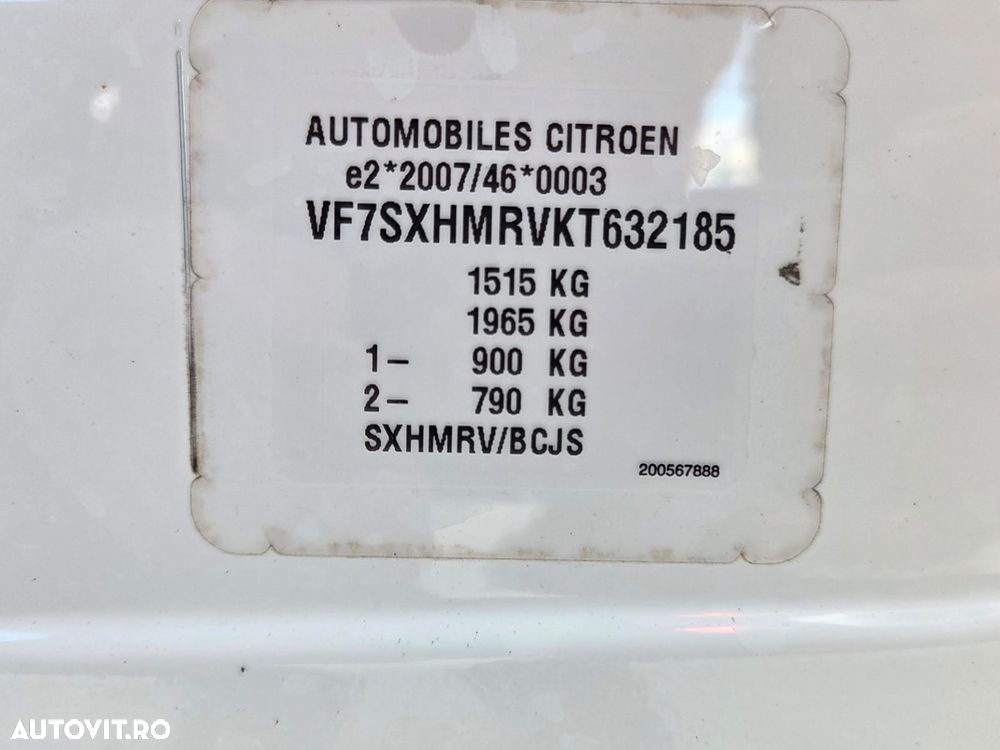 AUTOMOBILES CITROEN
e2*2007/46*0003
VF7SXHMRVKT632185
1515 KG
1965 KG
1- 900 KG
2- 790 KG
SXHMRV/BCJS
200567888
AUTOVIT.RO